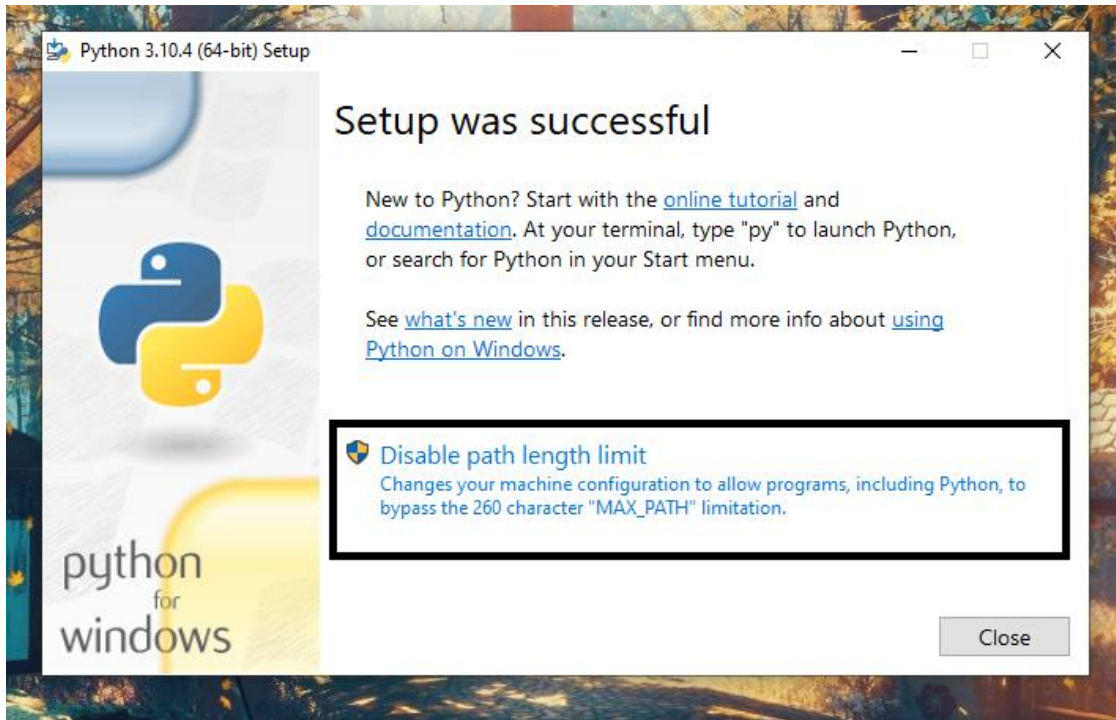 Python 3.10.4 (64-bit) Setup
Setup was successful
New to Python? Start with the online tutorial and
documentation. At your terminal, type "py" to launch Python,
or search for Python in your Start menu.
See what's new in this release, or find more info about using
Python on Windows.
Disable path length limit
Changes your machine configuration to allow programs, including Python, to
bypass the 260 character "MAX_PATH" limitation.
python
for
windows
Close